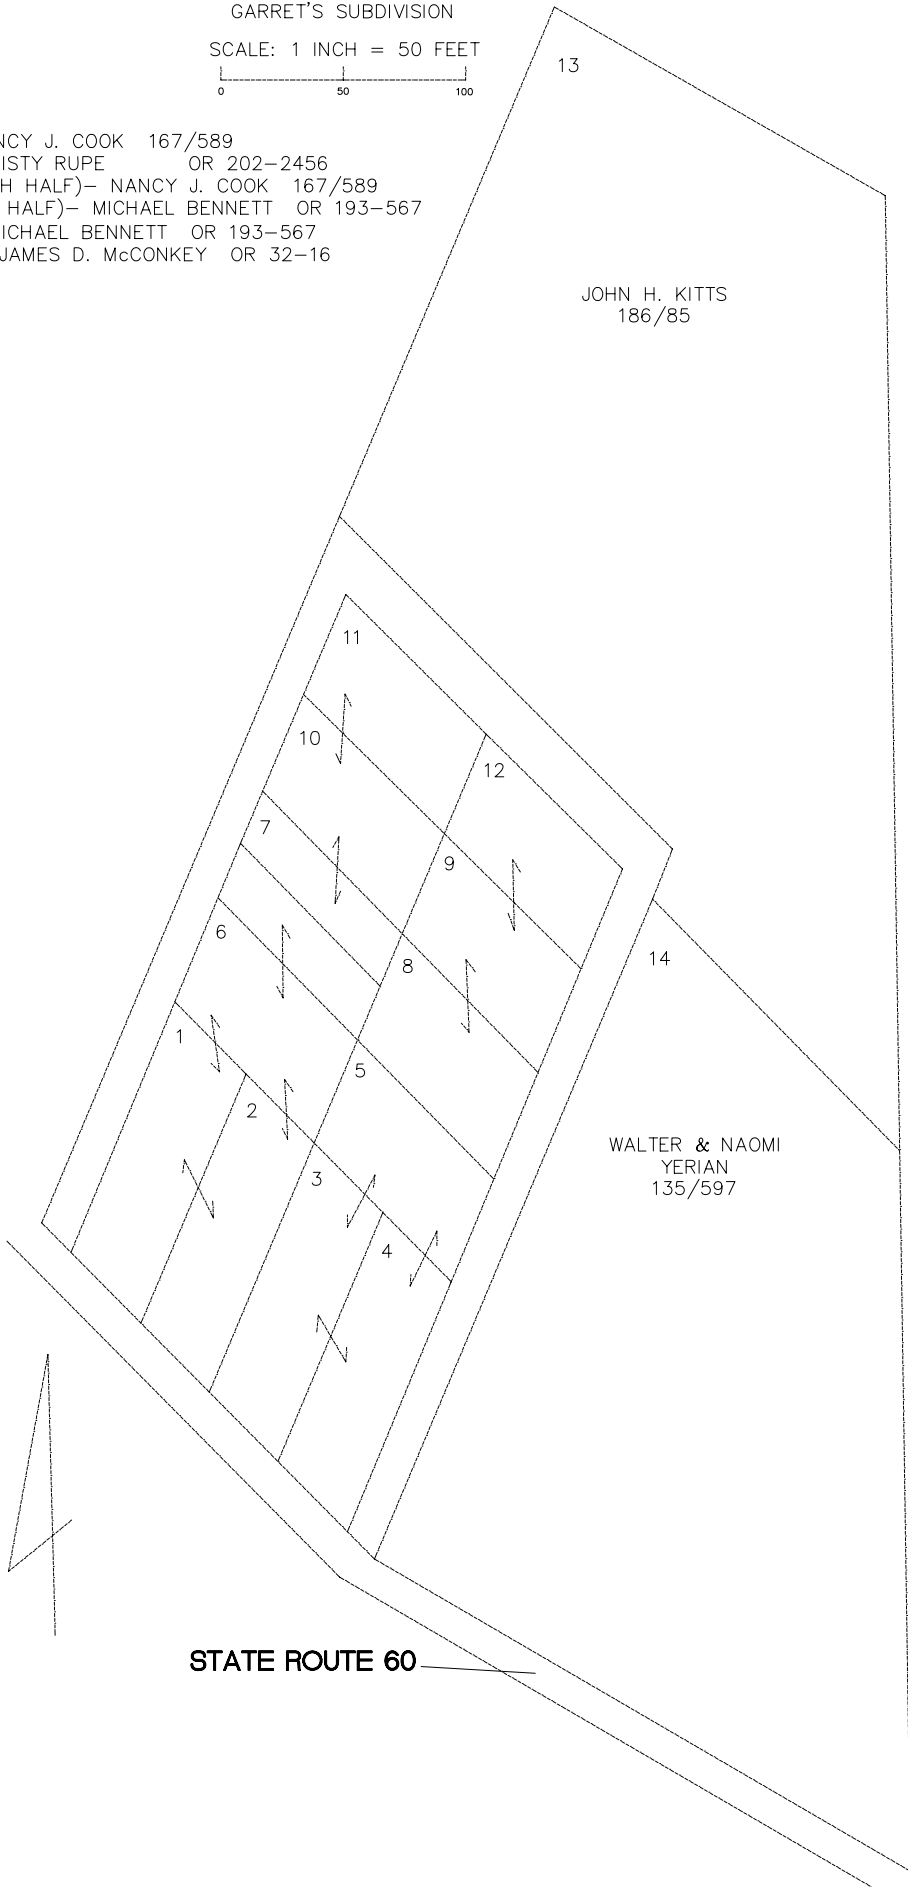 GARRET'S SUBDIVISION
SCALE: 1 INCH = 50 FEET
0 50 100
13
NCY J. COOK 167/589
ISTY RUPE OR 202-2456
H HALF)- NANCY J. COOK 167/589
HALF)- MICHAEL BENNETT OR 193-567
ICHAEL BENNETT OR 193-567
JAMES D. McCONKEY OR 32-16
JOHN H. KITTS
186/85
11
10
12
7
9
6
8
14
1
5
2
3
4
WALTER & NAOMI
YERIAN
135/597
STATE ROUTE 60